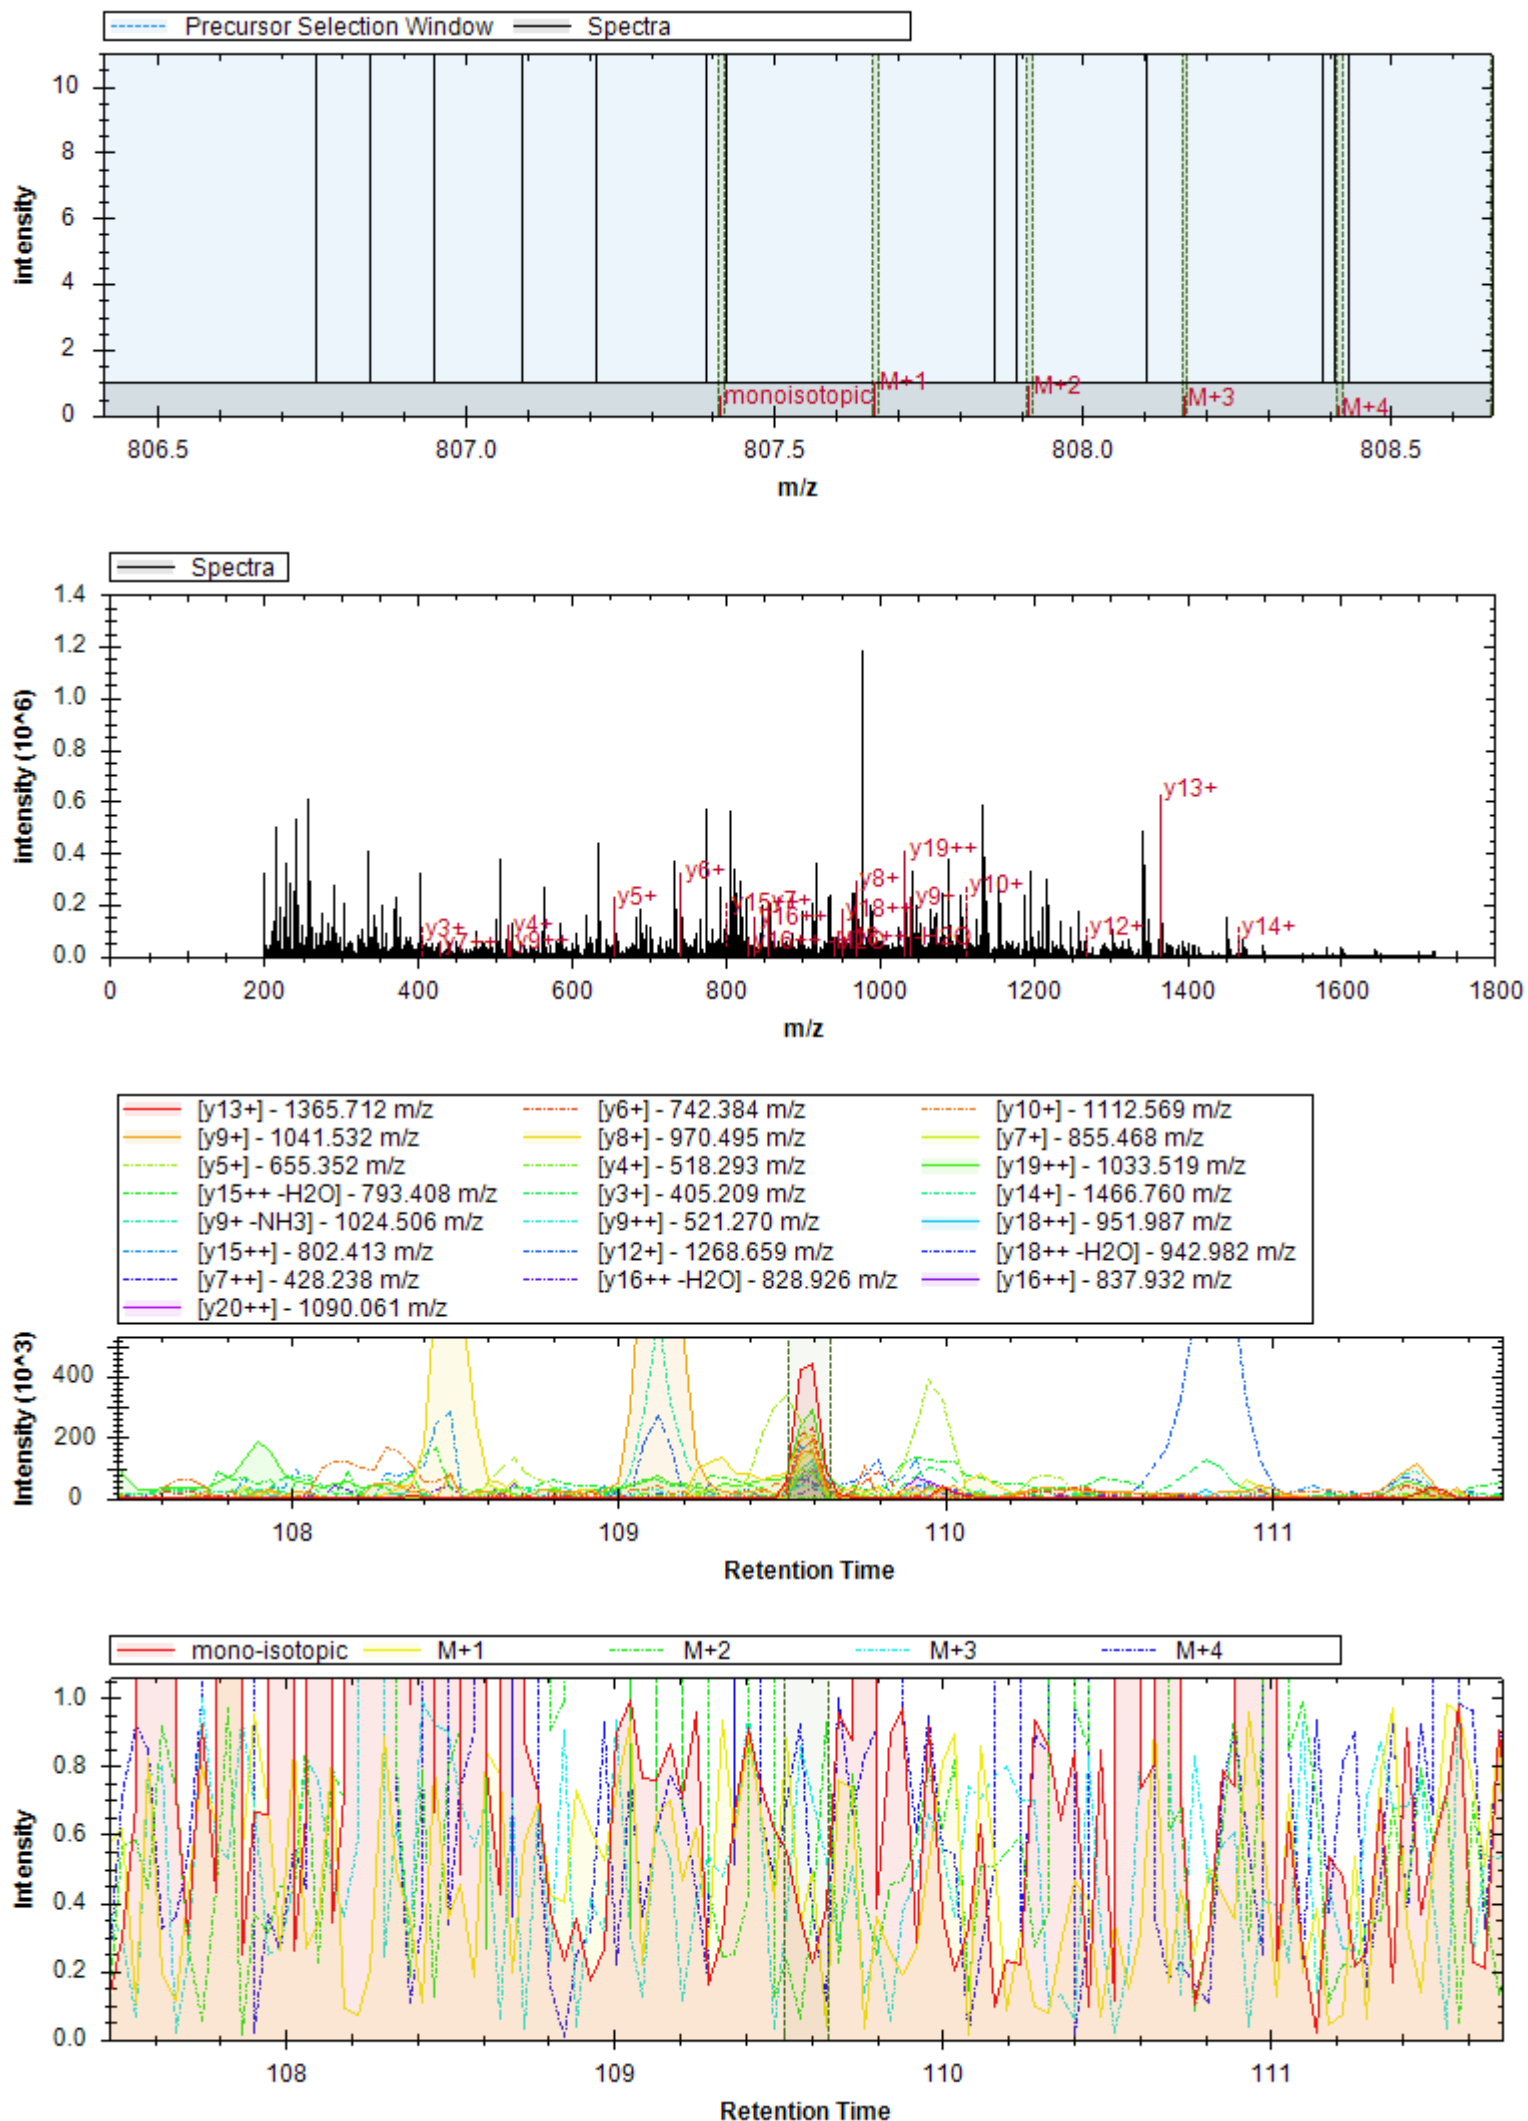 Precursor Selection Window Spectra
10
8
6
4
2
0
intensity
monoisotopic M+1 M+2 M+3 M+4
806.5 807.0 807.5 808.0 808.5
m/z
Spectra
1.4
1.2
1.0
0.8
0.6
0.4
0.2
0.0
intensity (10^6)
y13+
y19++
y6+ y8+
y5+ y15++ y7+ y9+ y10+
y16++ y18++
y3+ y4+ y12+ y14+
y7++ y9++ -H2O
0 200 400 600 800 1000 1200 1400 1600 1800
m/z
[y13+] - 1365.712 m/z [y6+] - 742.384 m/z [y10+] - 1112.569 m/z
[y9+] - 1041.532 m/z [y8+] - 970.495 m/z [y7+] - 855.468 m/z
[y5+] - 655.352 m/z [y4+] - 518.293 m/z [y19++] - 1033.519 m/z
[y15++ -H2O] - 793.408 m/z [y3+] - 405.209 m/z [y14+] - 1466.760 m/z
[y9+ -NH3] - 1024.506 m/z [y9++] - 521.270 m/z [y18++] - 951.987 m/z
[y15++] - 802.413 m/z [y12+] - 1268.659 m/z [y18++ -H2O] - 942.982 m/z
[y7++] - 428.238 m/z [y16++ -H2O] - 828.926 m/z [y16++] - 837.932 m/z
[y20++] - 1090.061 m/z
400
200
0
Intensity (10^3)
108 109 110 111
Retention Time
mono-isotopic M+1 M+2 M+3 M+4
1.0
0.8
0.6
0.4
0.2
0.0
Intensity
108 109 110 111
Retention Time